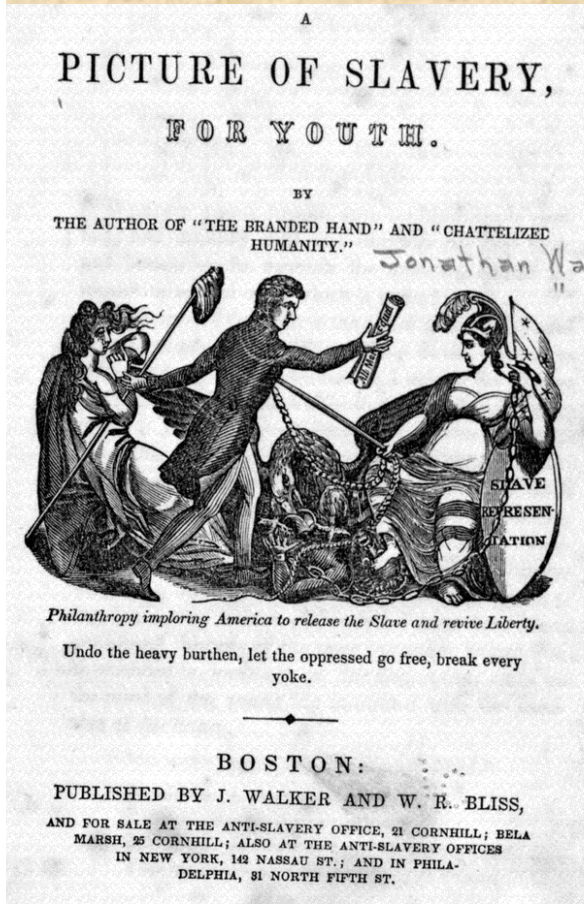 A
PICTURE OF SLAVERY,
FOR YOUTH.
BY
THE AUTHOR OF "THE BRANDED HAND" AND "CHATTELIZED
HUMANITY."
Jonathan Wa
"
All Men
Equal
SLAVE
REPRESEN-
TATION
Philanthropy imploring America to release the Slave and revive Liberty.
Undo the heavy burthen, let the oppressed go free, break every
yoke.
BOSTON:
PUBLISHED BY J. WALKER AND W. R. BLISS,
AND FOR SALE AT THE ANTI-SLAVERY OFFICE, 21 CORNHILL; BELA
MARSH, 25 CORNHILL; ALSO AT THE ANTI-SLAVERY OFFICES
IN NEW YORK, 142 NASSAU ST.; AND IN PHILA-
DELPHIA, 31 NORTH FIFTH ST.